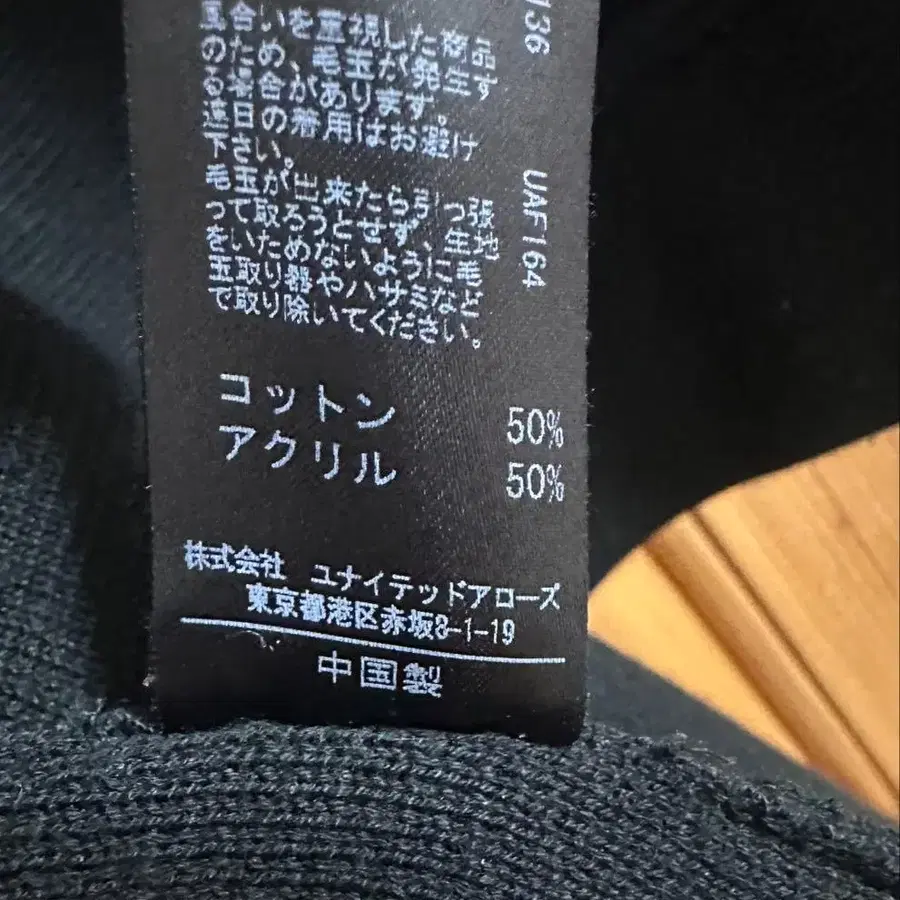 風合いを重視した商品
のため、毛玉が発生す
る場合があります。
連日の着用はお避け
下さい。
毛玉が出来たら引っ張
って取ろうとせず、生地
をいためないように毛
玉取り器やハサミなど
で取り除いてください。
コットン 50%
アクリル 50%
株式会社 ユナイテッドアローズ
東京都港区赤坂8-1-19
中国製
136
UAF164